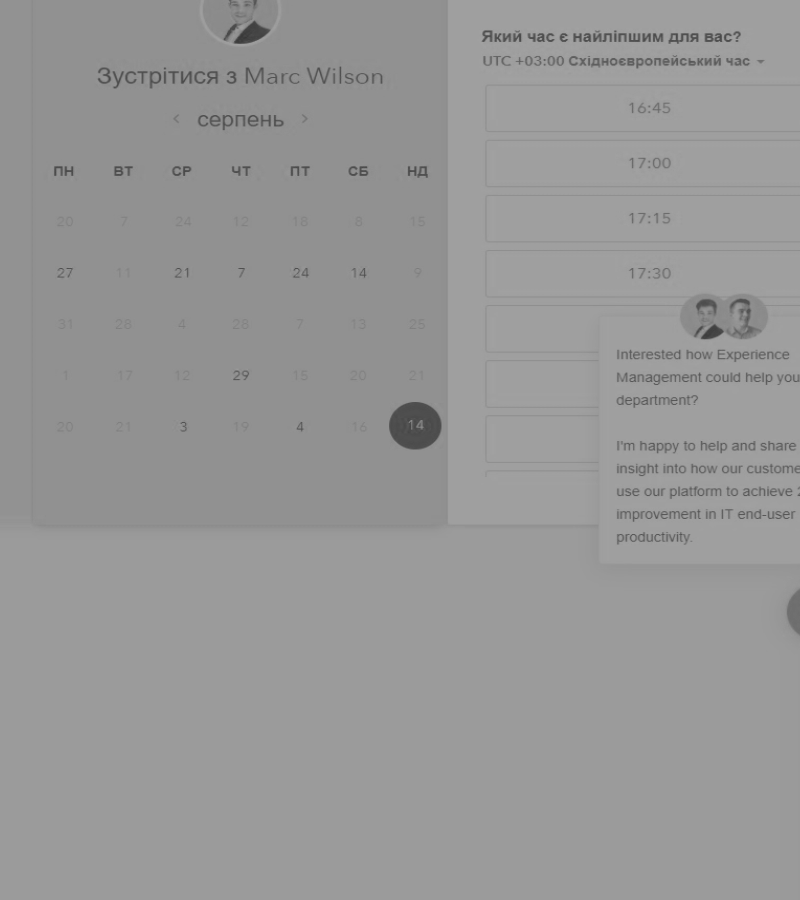 Зустрітися з Marc Wilson
серпень
ПН ВТ СР ЧТ ПТ СБ НД
20 7 24 12 18 8 15
27 11 21 7 24 14 9
31 28 4 28 7 13 25
1 17 12 29 15 20 21
20 21 3 19 4 16 14
Який час є найліпшим для вас?
UTC +03:00 Східноєвропейський час
16:45
17:00
17:15
17:30
Interested how Experience
Management could help you
department?
I'm happy to help and share
insight into how our custome
use our platform to achieve 2
improvement in IT end-user
productivity.